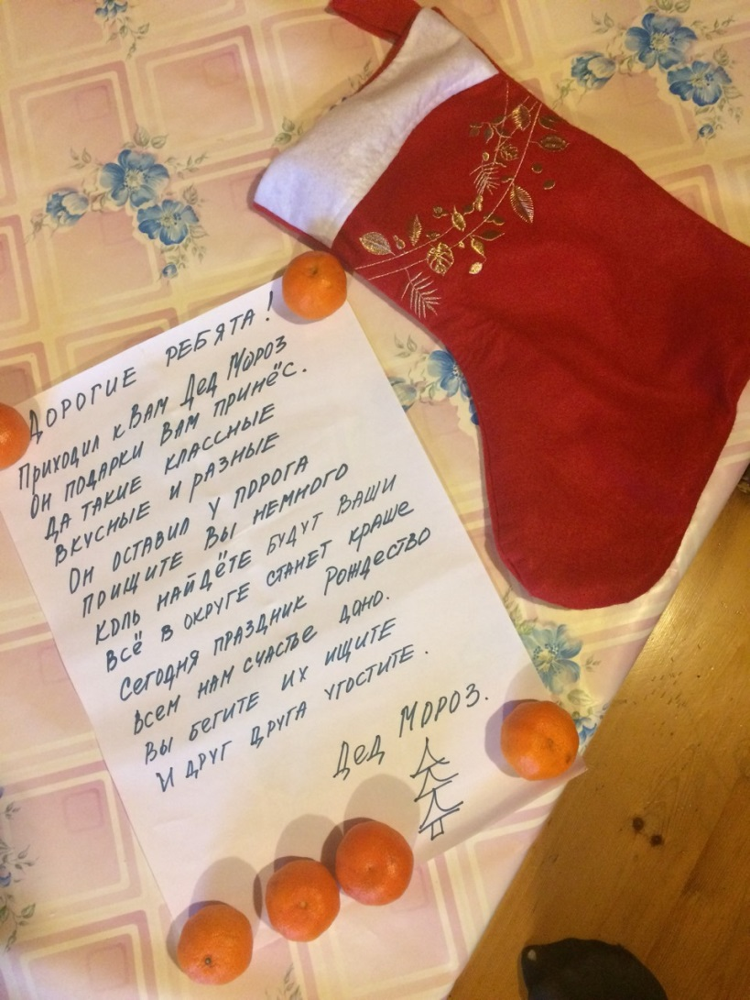 ДОРОГИЕ РЕБЯТА!
ПРИХОДИЛ К ВАМ ДЕД МОРОЗ
ОН ПОДАРКИ ВАМ ПРИНЁС.
ДА ТАКИЕ КЛАССНЫЕ
ВКУСНЫЕ И РАЗНЫЕ
ОН ОСТАВИЛ У ПОРОГА
ПРИЩИТЕ ВЫ НЕМНОГО
КОЛЬ НАЙДЁТЕ БУДУТ ВАШИ
ВСЁ В ОКРУГЕ СТАНЕТ КРАШЕ
СЕГОДНЯ ПРАЗДНИК РОЖДЕСТВО
ВСЕМ НАМ СЧАСТЬЕ ДАНО.
ВЫ БЕГИТЕ ИХ ИЩИТЕ
И ДРУГ ДРУГА УГОСТИТЕ.
ДЕД МОРОЗ.